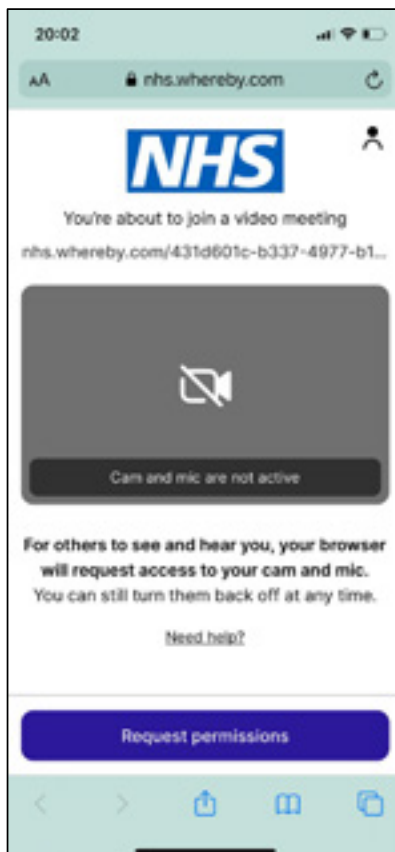 20:02
AA nhs.whereby.com
NHS
You're about to join a video meeting
nhs.whereby.com/431d601c-b337-4977-b1...
Cam and mic are not active
For others to see and hear you, your browser
will request access to your cam and mic.
You can still turn them back off at any time.
Need help?
Request permissions